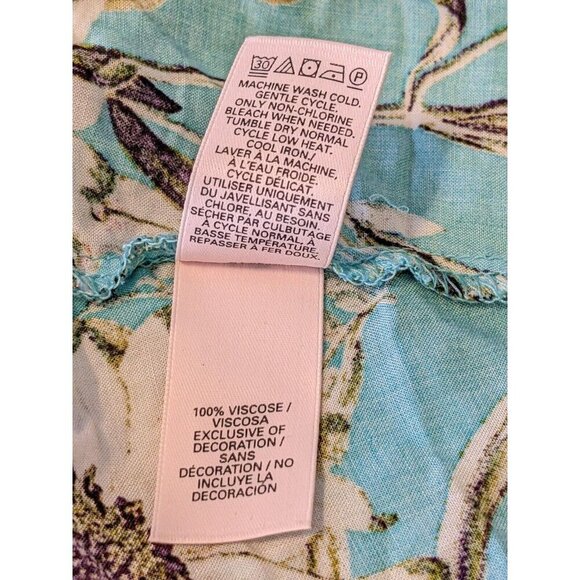 30 P
MACHINE WASH COLD.
GENTLE CYCLE.
ONLY NON-CHLORINE
BLEACH WHEN NEEDED.
TUMBLE DRY NORMAL
CYCLE LOW HEAT.
COOL IRON./
LAVER À LA MACHINE,
À L'EAU FROIDE.
CYCLE DÉLICAT.
UTILISER UNIQUEMENT
DU JAVELLISANT SANS
CHLORE, AU BESOIN.
SÉCHER PAR CULBUTAGE
À CYCLE NORMAL, À
BASSE TEMPÉRATURE.
REPASSER À FER DOUX.
100% VISCOSE /
VISCOSA
EXCLUSIVE OF
DECORATION /
SANS
DÉCORATION / NO
INCLUYE LA
DECORACIÓN